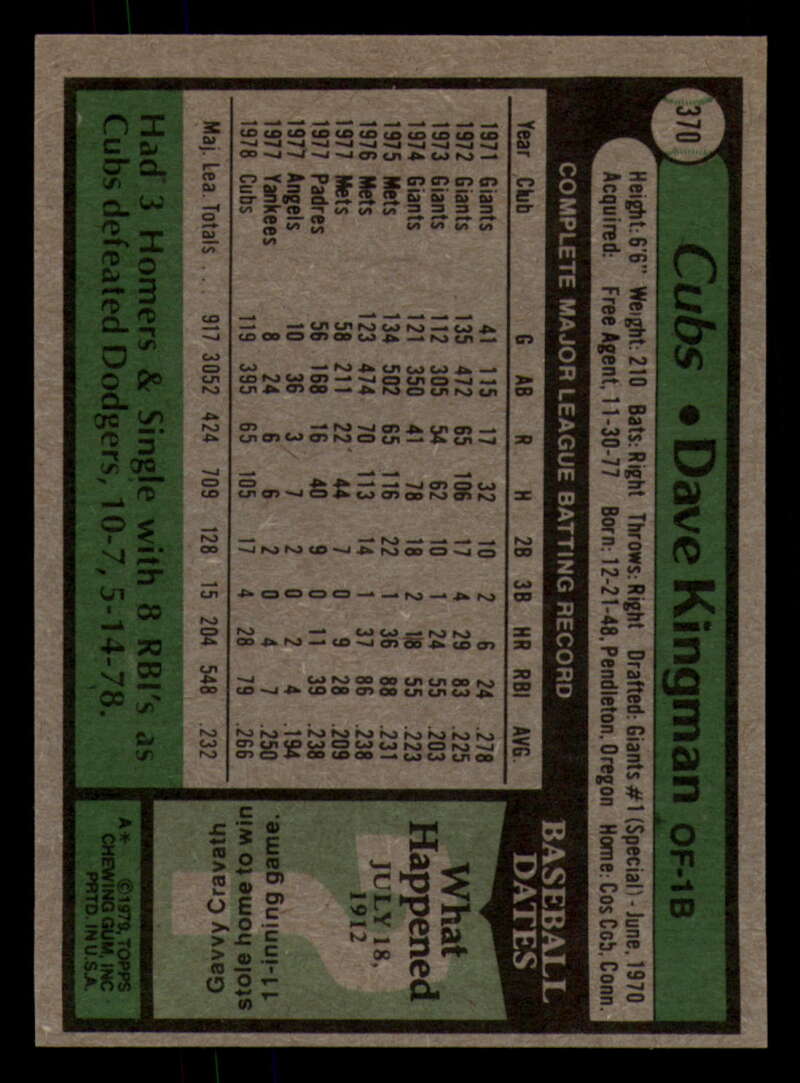 370
Cubs • Dave Kingman OF-1B
Height: 6'6" Weight: 210 Bats: Right Throws: Right Drafted: Giants #1 (Special) - June, 1970
Acquired: Free Agent, 11-30-77 Born: 12-21-48, Pendleton, Oregon Home: Cos Cob, Conn.
COMPLETE MAJOR LEAGUE BATTING RECORD
Year Club G AB R H 2B 3B HR RBI AVG.
1971 Giants 41 115 17 32 10 2 6 24 .278
1972 Giants 135 472 65 106 17 4 29 83 .225
1973 Giants 112 305 54 62 10 1 24 55 .203
1974 Giants 121 350 41 78 18 2 18 55 .223
1975 Mets 134 502 65 116 22 1 36 88 .231
1976 Mets 123 474 70 113 14 1 37 86 .238
1977 Mets 58 211 22 44 7 0 9 28 .209
1977 Padres 56 168 16 40 9 0 11 39 .238
1977 Angels 10 36 3 7 2 0 2 4 .194
1977 Yankees 8 24 6 6 2 0 4 7 .250
1978 Cubs 119 395 65 105 17 4 28 79 .266
Maj. Lea. Totals . . . 917 3052 424 709 128 15 204 548 .232
Had 3 Homers & Single with 8 RBI's as
Cubs defeated Dodgers, 10-7, 5-14-78.
BASEBALL
DATES
What
Happened
JULY 18,
1912
Gavvy Cravath
stole home to win
11-inning game.
A* ©1979, TOPPS
CHEWING GUM, INC
PRTD. IN U.S.A.